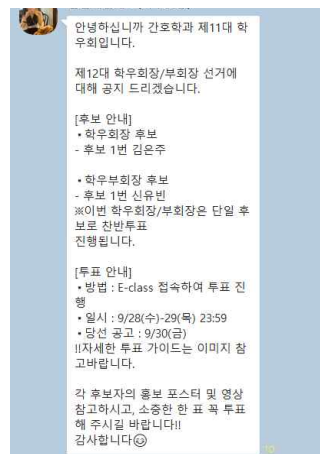 안녕하십니까 간호학과 제11대 학
우회입니다.
제12대 학우회장/부회장 선거에
대해 공지 드리겠습니다.
[후보 안내]
• 학우회장 후보
- 후보 1번 김은주
• 학우부회장 후보
- 후보 1번 신유빈
※이번 학우회장/부회장은 단일 후
보로 찬반투표
진행됩니다.
[투표 안내]
• 방법 : E-class 접속하여 투표 진
행
• 일시 : 9/28(수)-29(목) 23:59
• 당선 공고 : 9/30(금)
!!자세한 투표 가이드는 이미지 참
고바랍니다.
각 후보자의 홍보 포스터 및 영상
참고하시고, 소중한 한 표 꼭 투표
해 주시길 바랍니다!!
감사합니다😊